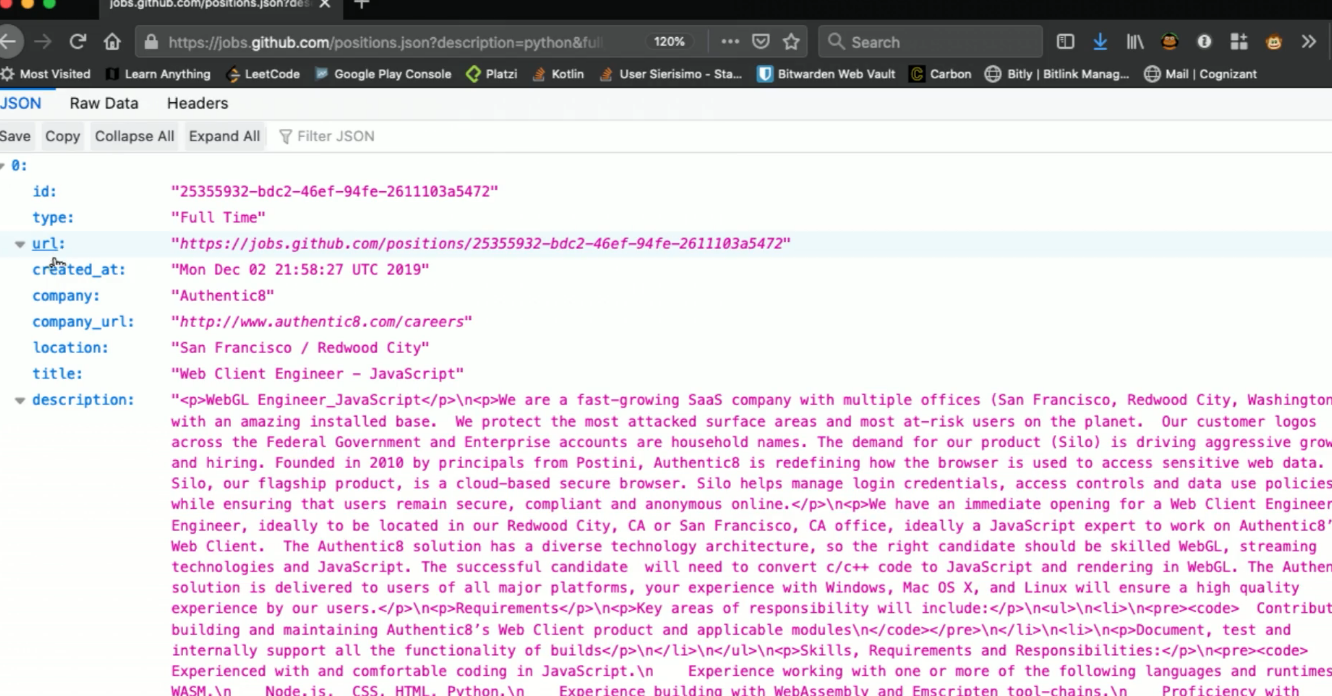 jobs.github.com/positions.json?des
https://jobs.github.com/positions.json?description=python&ful
120%
Search
Most Visited Learn Anything LeetCode Google Play Console Platzi Kotlin User Sierisimo - Sta... Bitwarden Web Vault Carbon Bitly | Bitlink Manag... Mail | Cognizant
JSON Raw Data Headers
Save Copy Collapse All Expand All Filter JSON
0:
id: "25355932-bdc2-46ef-94fe-2611103a5472"
type: "Full Time"
url: "https://jobs.github.com/positions/25355932-bdc2-46ef-94fe-2611103a5472"
created_at: "Mon Dec 02 21:58:27 UTC 2019"
company: "Authentic8"
company_url: "http://www.authentic8.com/careers"
location: "San Francisco / Redwood City"
title: "Web Client Engineer – JavaScript"
description: "<p>WebGL Engineer_JavaScript</p>\n<p>We are a fast-growing SaaS company with multiple offices (San Francisco, Redwood City, Washington
with an amazing installed base.  We protect the most attacked surface areas and most at-risk users on the planet.  Our customer logos
across the Federal Government and Enterprise accounts are household names. The demand for our product (Silo) is driving aggressive grow
and hiring. Founded in 2010 by principals from Postini, Authentic8 is redefining how the browser is used to access sensitive web data.
Silo, our flagship product, is a cloud-based secure browser. Silo helps manage login credentials, access controls and data use policies
while ensuring that users remain secure, compliant and anonymous online.</p>\n<p>We have an immediate opening for a Web Client Engineer
Engineer, ideally to be located in our Redwood City, CA or San Francisco, CA office, ideally a JavaScript expert to work on Authentic8’
Web Client.  The Authentic8 solution has a diverse technology architecture, so the right candidate should be skilled WebGL, streaming
technologies and JavaScript. The successful candidate  will need to convert c/c++ code to JavaScript and rendering in WebGL. The Authen
solution is delivered to users of all major platforms, your experience with Windows, Mac OS X, and Linux will ensure a high quality
experience by our users.</p>\n<p>Requirements</p>\n<p>Key areas of responsibility will include:</p>\n<ul>\n<li>\n<pre><code>  Contribut
building and maintaining Authentic8’s Web Client product and applicable modules\n</code></pre>\n</li>\n<li>\n<p>Document, test and
internally support all the functionality of builds</p>\n</li>\n</ul>\n<p>Skills, Requirements and Responsibilities:</p>\n<pre><code>
Experienced with and comfortable coding in JavaScript.\n    Experience working with one or more of the following languages and runtimes
WASM.\n    Node.js, CSS, HTML, Python.\n    Experience building with WebAssembly and Emscripten tool-chains.\n    Proficiency with